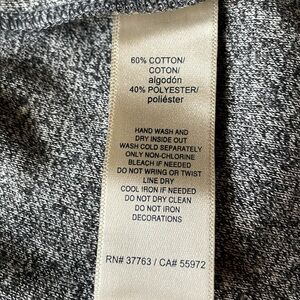 60% COTTON/
COTON/
algodón
40% POLYESTER/
poliéster
HAND WASH AND
DRY INSIDE OUT
WASH COLD SEPARATELY
ONLY NON-CHLORINE
BLEACH IF NEEDED
DO NOT WRING OR TWIST
LINE DRY
COOL IRON IF NEEDED
DO NOT DRY CLEAN
DO NOT IRON
DECORATIONS
RN# 37763 / CA# 55972